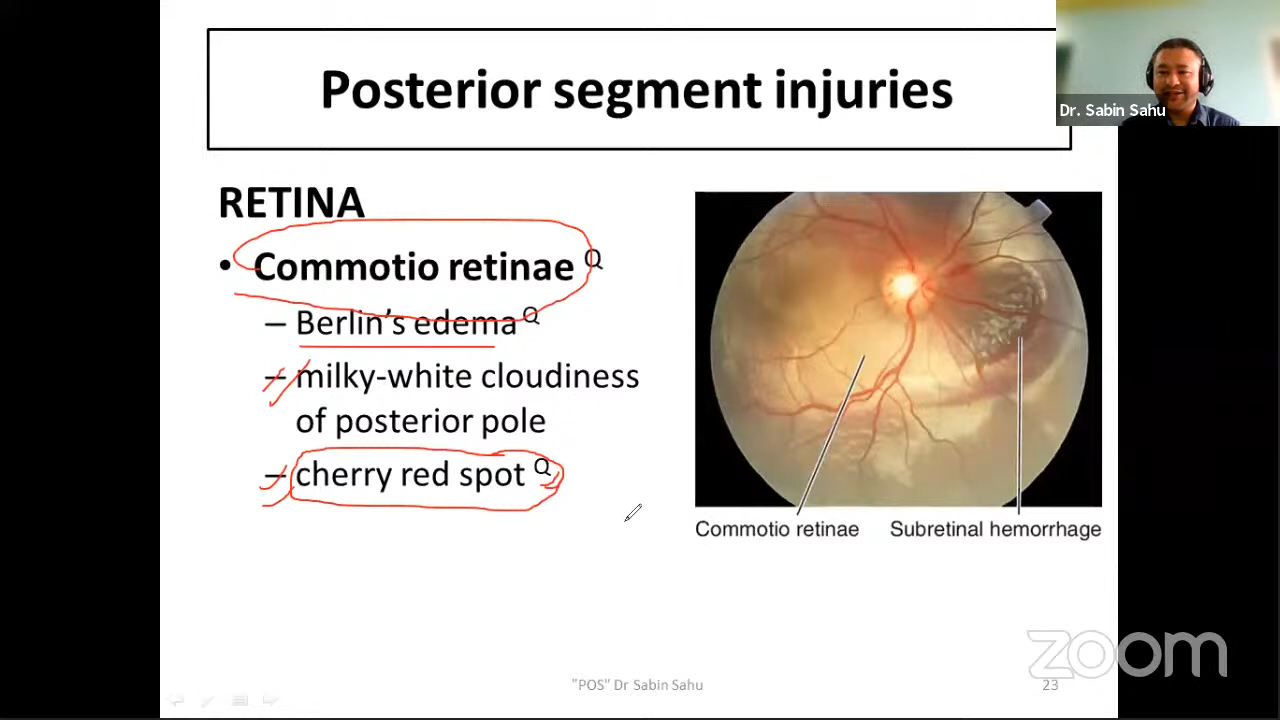 Posterior segment injuries
Dr. Sabin Sahu
RETINA
• Commotio retinae Q
– Berlin's edema Q
– milky-white cloudiness
of posterior pole
– cherry red spot Q
Commotio retinae
Subretinal hemorrhage
zoom
"POS" Dr Sabin Sahu
23